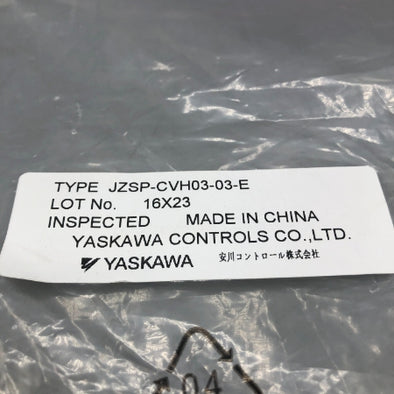 TYPE JZSP-CVH03-03-E
LOT No. 16X23
INSPECTED MADE IN CHINA
YASKAWA CONTROLS CO.,LTD.
YASKAWA 安川コントロール株式会社
04